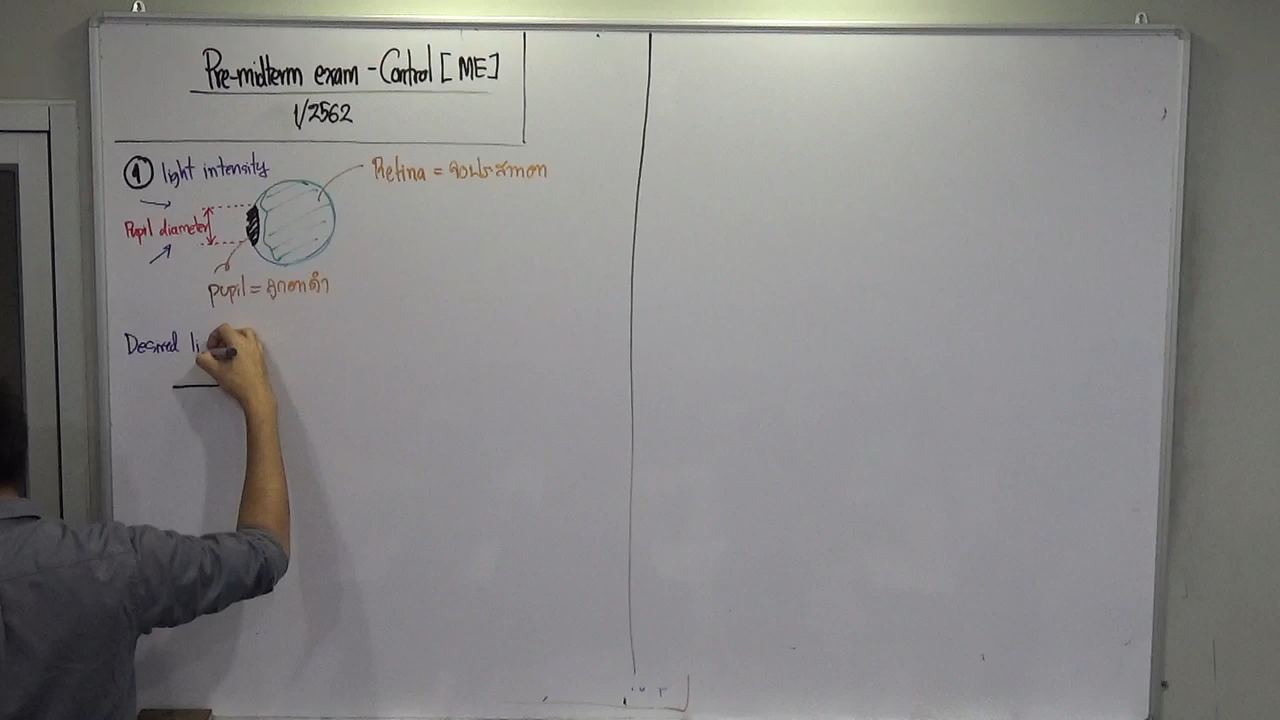 Pre-midterm exam - Control [ME]
1/2562
1 light intensity
Retina = จอประสาทตา
Pupil diameter
pupil = ลูกตาดำ
Desired li